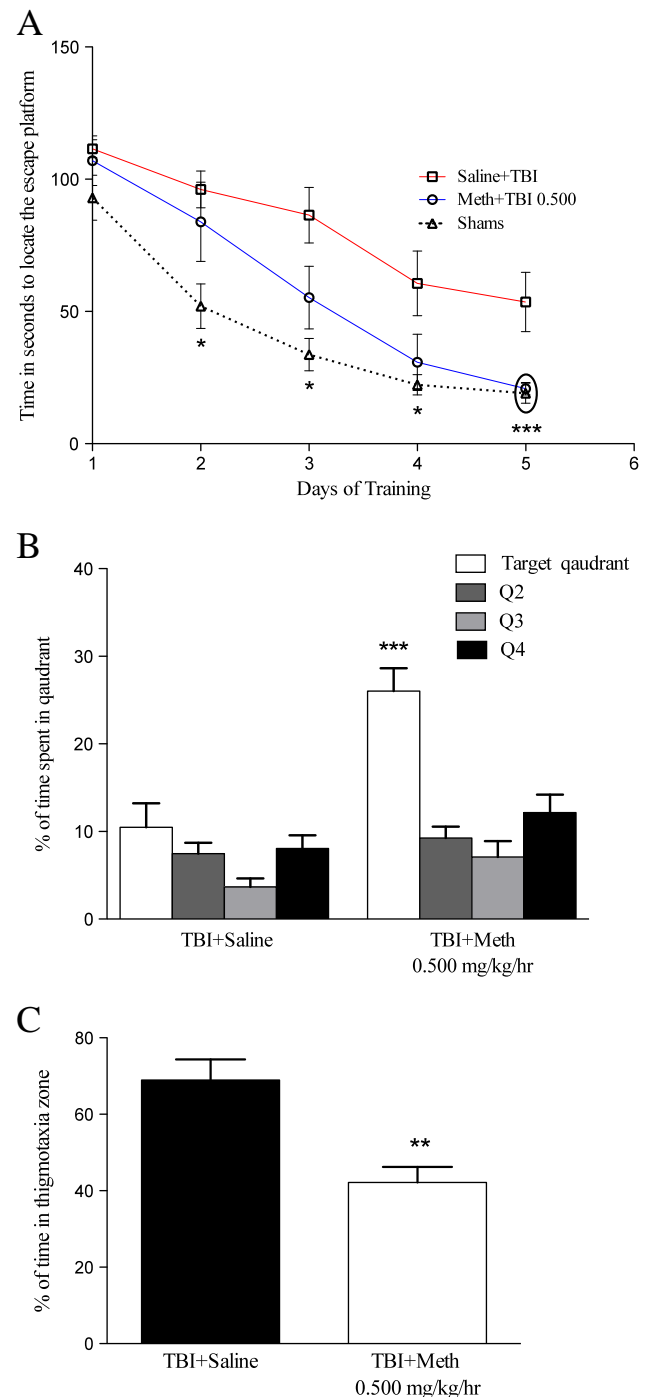 A
Time in seconds to locate the escape platform
150
100
50
0
Saline+TBI
Meth+TBI 0.500
Shams
*
*
*
***
1 2 3 4 5 6
Days of Training
B
% of time spent in qaudrant
40
30
20
10
0
Target qaudrant
Q2
Q3
Q4
***
TBI+Saline
TBI+Meth
0.500 mg/kg/hr
C
% of time in thigmotaxia zone
80
60
40
20
0
**
TBI+Saline
TBI+Meth
0.500 mg/kg/hr